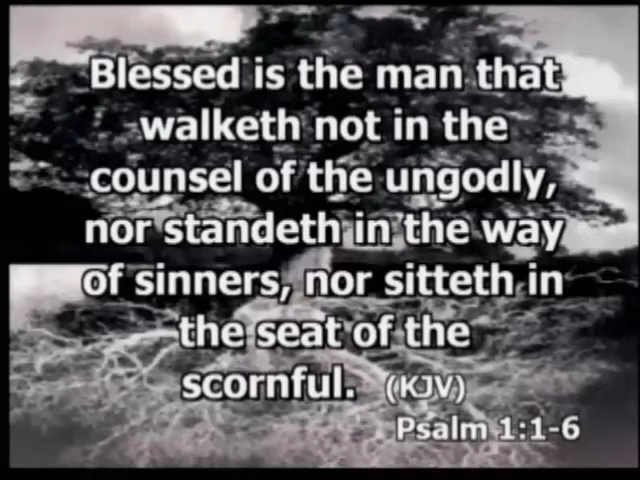 Blessed is the man that
walketh not in the
counsel of the ungodly,
nor standeth in the way
of sinners, nor sitteth in
the seat of the
scornful. (KJV)
Psalm 1:1-6